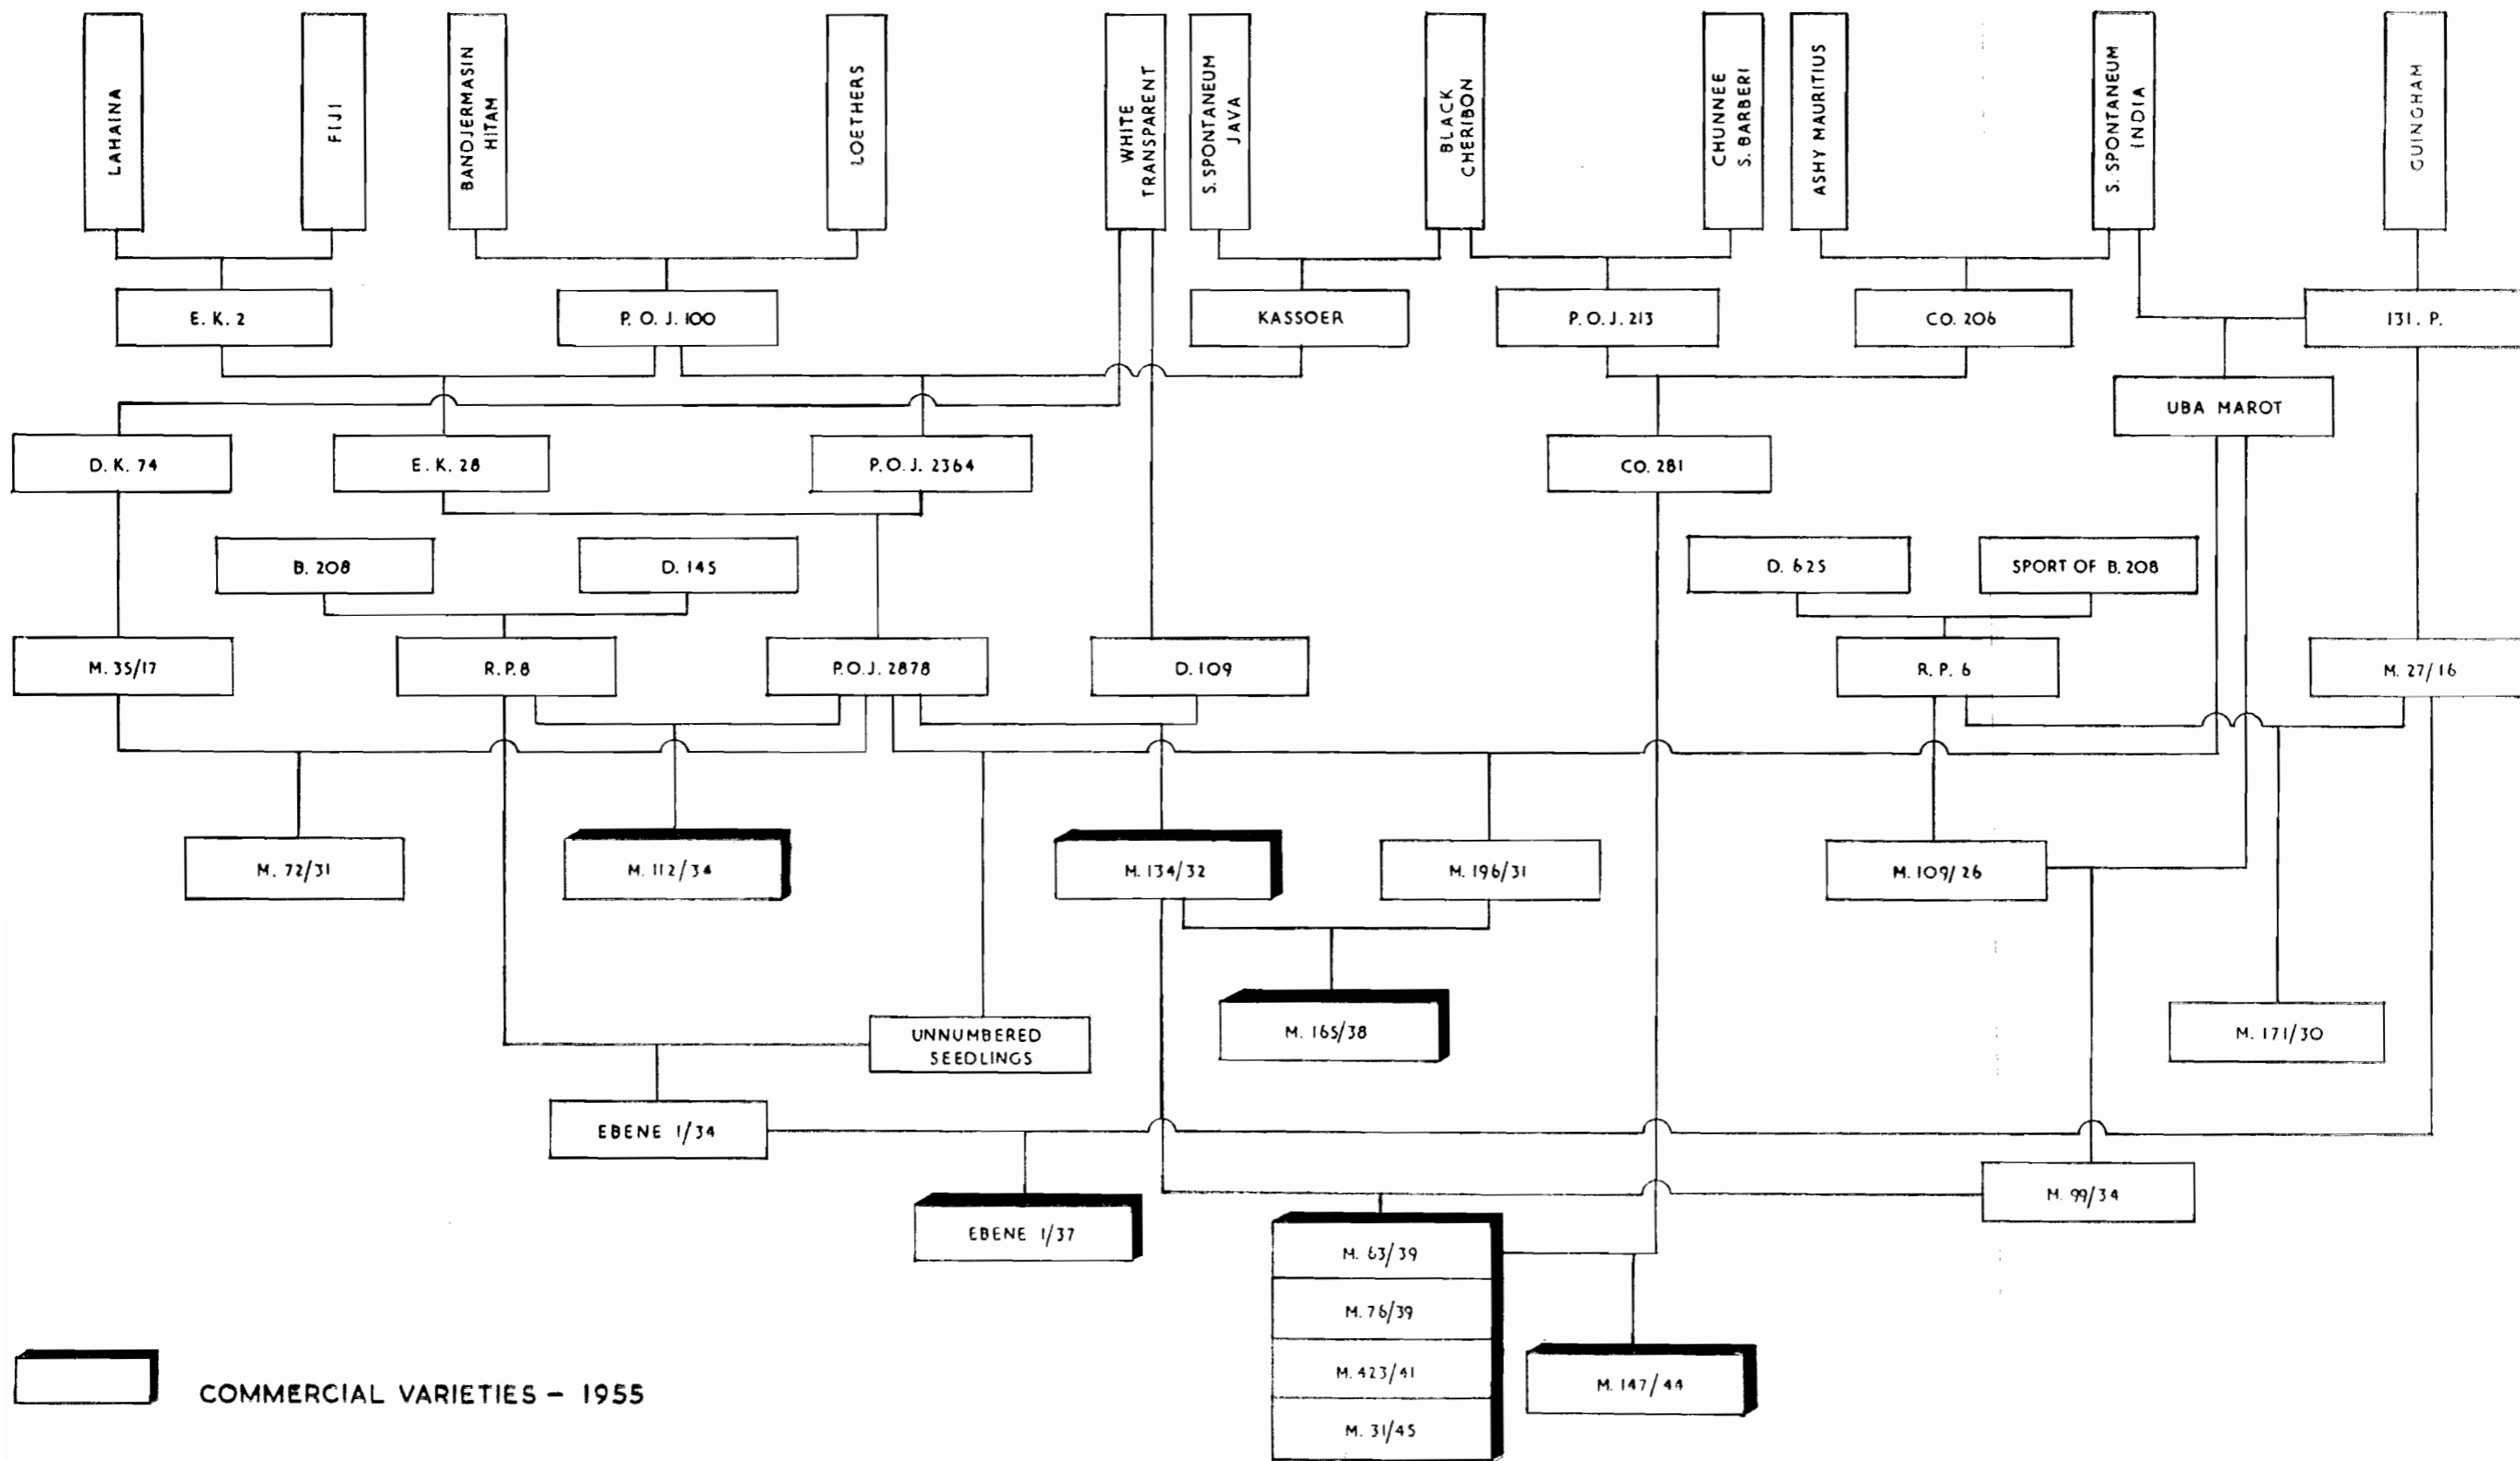 LAHAINA
FIJI
BANDJERMASIN
HITAM
LOETHERS
WHITE
TRANSPARENT
S. SPONTANEUM
JAVA
BLACK
CHERIBON
CHUNNEE
S. BARBERI
ASHY MAURITIUS
S. SPONTANEUM
INDIA
GUINGHAM
E. K. 2
P. O. J. 100
KASSOER
P. O. J. 213
CO. 206
131. P.
UBA MAROT
D. K. 74
E. K. 28
P. O. J. 2364
CO. 281
B. 208
D. 145
D. 625
SPORT OF B. 208
M. 35/17
R. P. 8
P. O. J. 2878
D. 109
R. P. 6
M. 27/16
M. 72/31
M. 112/34
M. 134/32
M. 196/31
M. 109/26
M. 165/38
M. 171/30
UNNUMBERED
SEEDLINGS
EBENE 1/34
M. 99/34
EBENE 1/37
M. 63/39
M. 76/39
M. 423/41
M. 31/45
M. 147/44
COMMERCIAL VARIETIES – 1955